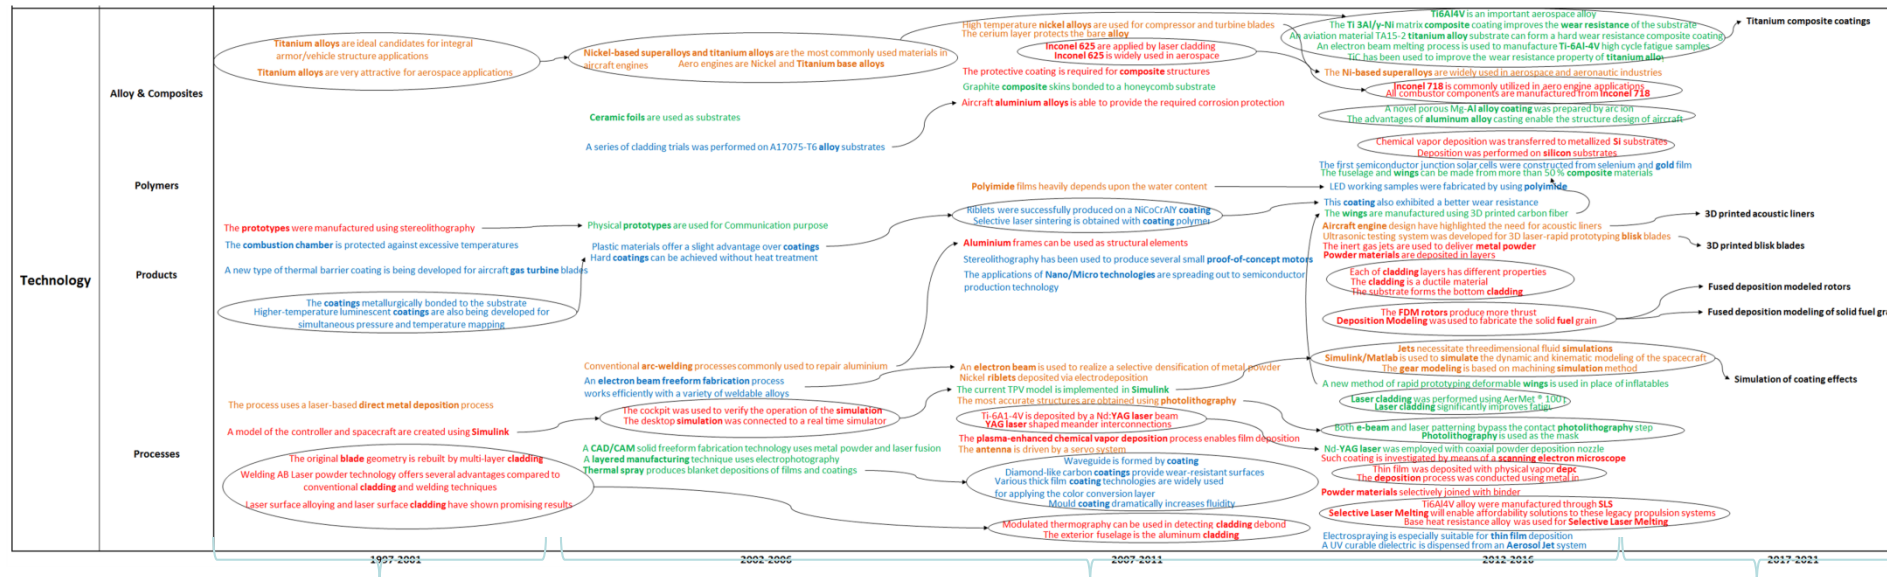 Technology
Alloy & Composites
Polymers
Products
Processes
Titanium alloys are ideal candidates for integral
armor/vehicle structure applications
Titanium alloys are very attractive for aerospace applications
The prototypes were manufactured using stereolithography
The combustion chamber is protected against excessive temperatures
A new type of thermal barrier coating is being developed for aircraft gas turbine blades
The coatings metallurgically bonded to the substrate
Higher-temperature luminescent coatings are also being developed for
simultaneous pressure and temperature mapping
The process uses a laser-based direct metal deposition process
A model of the controller and spacecraft are created using Simulink
The original blade geometry is rebuilt by multi-layer cladding
Welding AB Laser powder technology offers several advantages compared to
conventional cladding and welding techniques
Laser surface alloying and laser surface cladding have shown promising results
Nickel-based superalloys and titanium alloys are the most commonly used materials in
aircraft engines
Aero engines are Nickel and Titanium base alloys
Ceramic foils are used as substrates
A series of cladding trials was performed on A17075-T6 alloy substrates
Physical prototypes are used for Communication purpose
Plastic materials offer a slight advantage over coatings
Hard coatings can be achieved without heat treatment
Conventional arc-welding processes commonly used to repair aluminium
An electron beam freeform fabrication process
works efficiently with a variety of weldable alloys
The cockpit was used to verify the operation of the simulation
The desktop simulation was connected to a real time simulator
A CAD/CAM solid freeform fabrication technology uses metal powder and laser fusion
A layered manufacturing technique uses electrophotography
Thermal spray produces blanket depositions of films and coatings
High temperature nickel alloys are used for compressor and turbine blades
The cerium layer protects the bare alloy
Inconel 625 are applied by laser cladding
Inconel 625 is widely used in aerospace
The protective coating is required for composite structures
Graphite composite skins bonded to a honeycomb substrate
Aircraft aluminium alloys is able to provide the required corrosion protection
Polyimide films heavily depends upon the water content
Riblets were successfully produced on a NiCoCrAlY coating
Selective laser sintering is obtained with coating polymer
Aluminium frames can be used as structural elements
Stereolithography has been used to produce several small proof-of-concept motors
The applications of Nano/Micro technologies are spreading out to semiconductor
production technology
An electron beam is used to realize a selective densification of metal powder
Nickel riblets deposited via electrodeposition
The current TPV model is implemented in Simulink
The most accurate structures are obtained using photolithography
Ti-6A1-4V is deposited by a Nd:YAG laser beam
YAG laser shaped meander interconnections
The plasma-enhanced chemical vapor deposition process enables film deposition
The antenna is driven by a servo system
Waveguide is formed by coating
Diamond-like carbon coatings provide wear-resistant surfaces
Various thick film coating technologies are widely used
for applying the color conversion layer
Mould coating dramatically increases fluidity
Modulated thermography can be used in detecting cladding debond
The exterior fuselage is the aluminum cladding
Ti6Al4V is an important aerospace alloy
The Ti 3Al/γ-Ni matrix composite coating improves the wear resistance of the substrate
An aviation material TA15-2 titanium alloy substrate can form a hard wear resistance composite coating
An electron beam melting process is used to manufacture Ti-6Al-4V high cycle fatigue samples
TiC has been used to improve the wear resistance property of titanium alloy
The Ni-based superalloys are widely used in aerospace and aeronautic industries
Inconel 718 is commonly utilized in aero engine applications
All combustor components are manufactured from Inconel 718
A novel porous Mg-Al alloy coating was prepared by arc ion
The advantages of aluminum alloy casting enable the structure design of aircraft
Chemical vapor deposition was transferred to metallized Si substrates
Deposition was performed on silicon substrates
The first semiconductor junction solar cells were constructed from selenium and gold film
The fuselage and wings can be made from more than 50 % composite materials
LED working samples were fabricated by using polyimide
This coating also exhibited a better wear resistance
The wings are manufactured using 3D printed carbon fiber
Aircraft engine design have highlighted the need for acoustic liners
Ultrasonic testing system was developed for 3D laser-rapid prototyping blisk blades
The inert gas jets are used to deliver metal powder
Powder materials are deposited in layers
Each of cladding layers has different properties
The cladding is a ductile material
The substrate forms the bottom cladding
The FDM rotors produce more thrust
Deposition Modeling was used to fabricate the solid fuel grain
Jets necessitate threedimensional fluid simulations
Simulink/Matlab is used to simulate the dynamic and kinematic modeling of the spacecraft
The gear modeling is based on machining simulation method
A new method of rapid prototyping deformable wings is used in place of inflatables
Laser cladding was performed using AerMet ® 100
Laser cladding significantly improves fatigu
Both e-beam and laser patterning bypass the contact photolithography step
Photolithography is used as the mask
Nd-YAG laser was employed with coaxial powder deposition nozzle
Such coating is investigated by means of a scanning electron microscope
Thin film was deposited with physical vapor depo
The deposition process was conducted using metal in
Powder materials selectively joined with binder
Ti6Al4V alloy were manufactured through SLS
Selective Laser Melting will enable affordability solutions to these legacy propulsion systems
Base heat resistance alloy was used for Selective Laser Melting
Electrospraying is especially suitable for thin film deposition
A UV curable dielectric is dispensed from an Aerosol Jet system
Titanium composite coatings
3D printed acoustic liners
3D printed blisk blades
Fused deposition modeled rotors
Fused deposition modeling of solid fuel gra
Simulation of coating effects
1997-2001
2002-2006
2007-2011
2012-2016
2017-2021